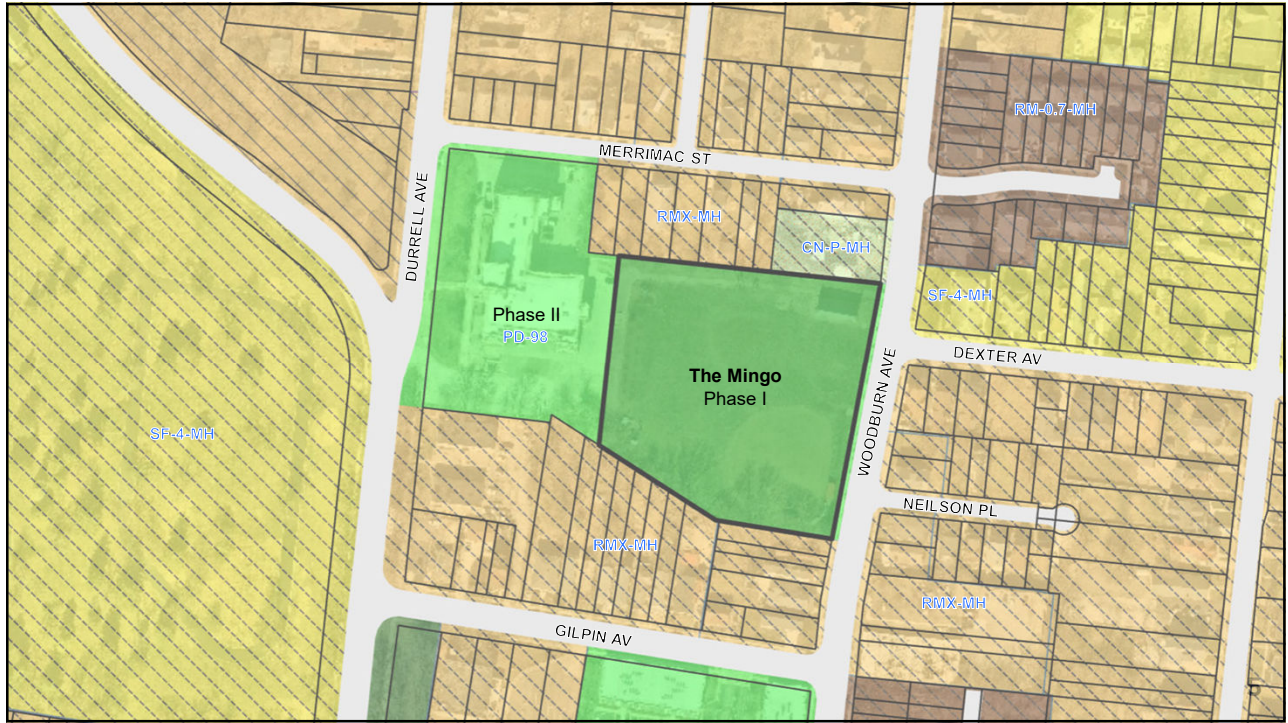 RM-0.7-MH
MERRIMAC ST
DURRELL AVE
RMX-MH
CN-P-MH
SF-4-MH
Phase II
PD-98
DEXTER AV
The Mingo
Phase I
WOODBURN AVE
SF-4-MH
NEILSON PL
RMX-MH
RMX-MH
GILPIN AV